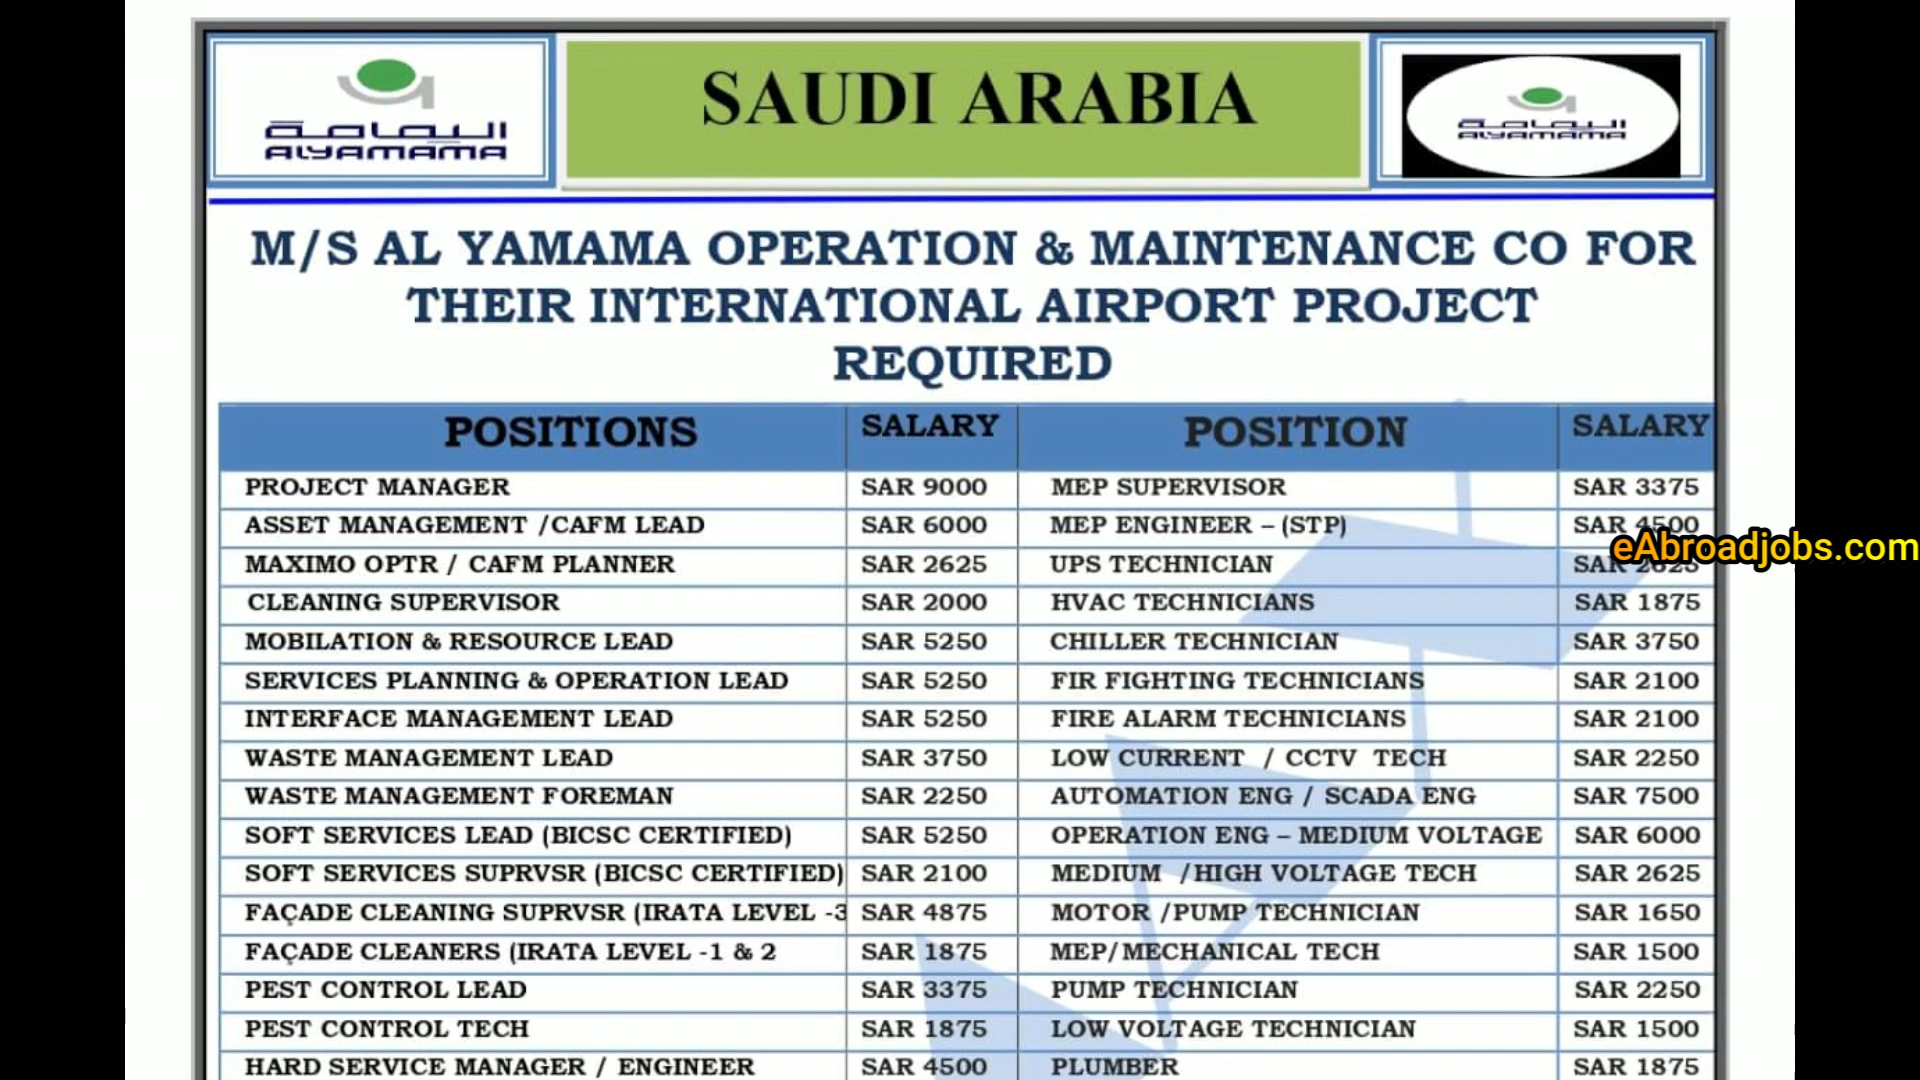 اليمامة
ALYAMAMA
SAUDI ARABIA
اليمامة
ALYAMAMA
M/S AL YAMAMA OPERATION & MAINTENANCE CO FOR
THEIR INTERNATIONAL AIRPORT PROJECT
REQUIRED
POSITIONS SALARY POSITION SALARY
PROJECT MANAGER SAR 9000 MEP SUPERVISOR SAR 3375
ASSET MANAGEMENT /CAFM LEAD SAR 6000 MEP ENGINEER – (STP) SAR 4500
eAbroadjobs.com
MAXIMO OPTR / CAFM PLANNER SAR 2625 UPS TECHNICIAN SAR
CLEANING SUPERVISOR SAR 2000 HVAC TECHNICIANS SAR 1875
MOBILATION & RESOURCE LEAD SAR 5250 CHILLER TECHNICIAN SAR 3750
SERVICES PLANNING & OPERATION LEAD SAR 5250 FIR FIGHTING TECHNICIANS SAR 2100
INTERFACE MANAGEMENT LEAD SAR 5250 FIRE ALARM TECHNICIANS SAR 2100
WASTE MANAGEMENT LEAD SAR 3750 LOW CURRENT / CCTV TECH SAR 2250
WASTE MANAGEMENT FOREMAN SAR 2250 AUTOMATION ENG / SCADA ENG SAR 7500
SOFT SERVICES LEAD (BICSC CERTIFIED) SAR 5250 OPERATION ENG – MEDIUM VOLTAGE SAR 6000
SOFT SERVICES SUPRVSR (BICSC CERTIFIED) SAR 2100 MEDIUM /HIGH VOLTAGE TECH SAR 2625
FAÇADE CLEANING SUPRVSR (IRATA LEVEL -3 SAR 4875 MOTOR /PUMP TECHNICIAN SAR 1650
FAÇADE CLEANERS (IRATA LEVEL -1 & 2 SAR 1875 MEP/MECHANICAL TECH SAR 1500
PEST CONTROL LEAD SAR 3375 PUMP TECHNICIAN SAR 2250
PEST CONTROL TECH SAR 1875 LOW VOLTAGE TECHNICIAN SAR 1500
HARD SERVICE MANAGER / ENGINEER SAR 4500 PLUMBER SAR 1875